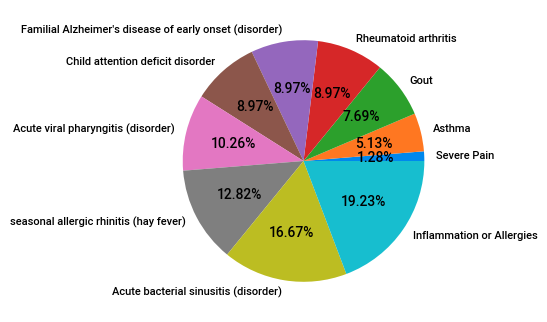 Familial Alzheimer's disease of early onset (disorder)
Rheumatoid arthritis
Child attention deficit disorder
Gout
8.97%
8.97%
8.97%
7.69%
Acute viral pharyngitis (disorder)
Asthma
10.26%
5.13%
1.28%
Severe Pain
12.82%
19.23%
seasonal allergic rhinitis (hay fever)
16.67%
Inflammation or Allergies
Acute bacterial sinusitis (disorder)